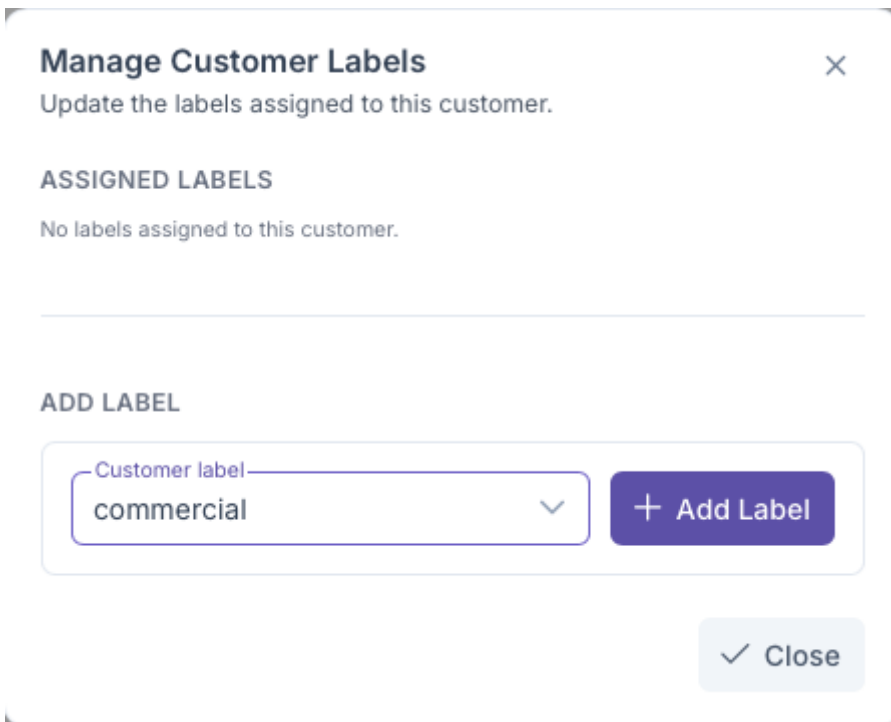 Manage Customer Labels
Update the labels assigned to this customer.
ASSIGNED LABELS
No labels assigned to this customer.
ADD LABEL
Customer label
commercial
Add Label
Close